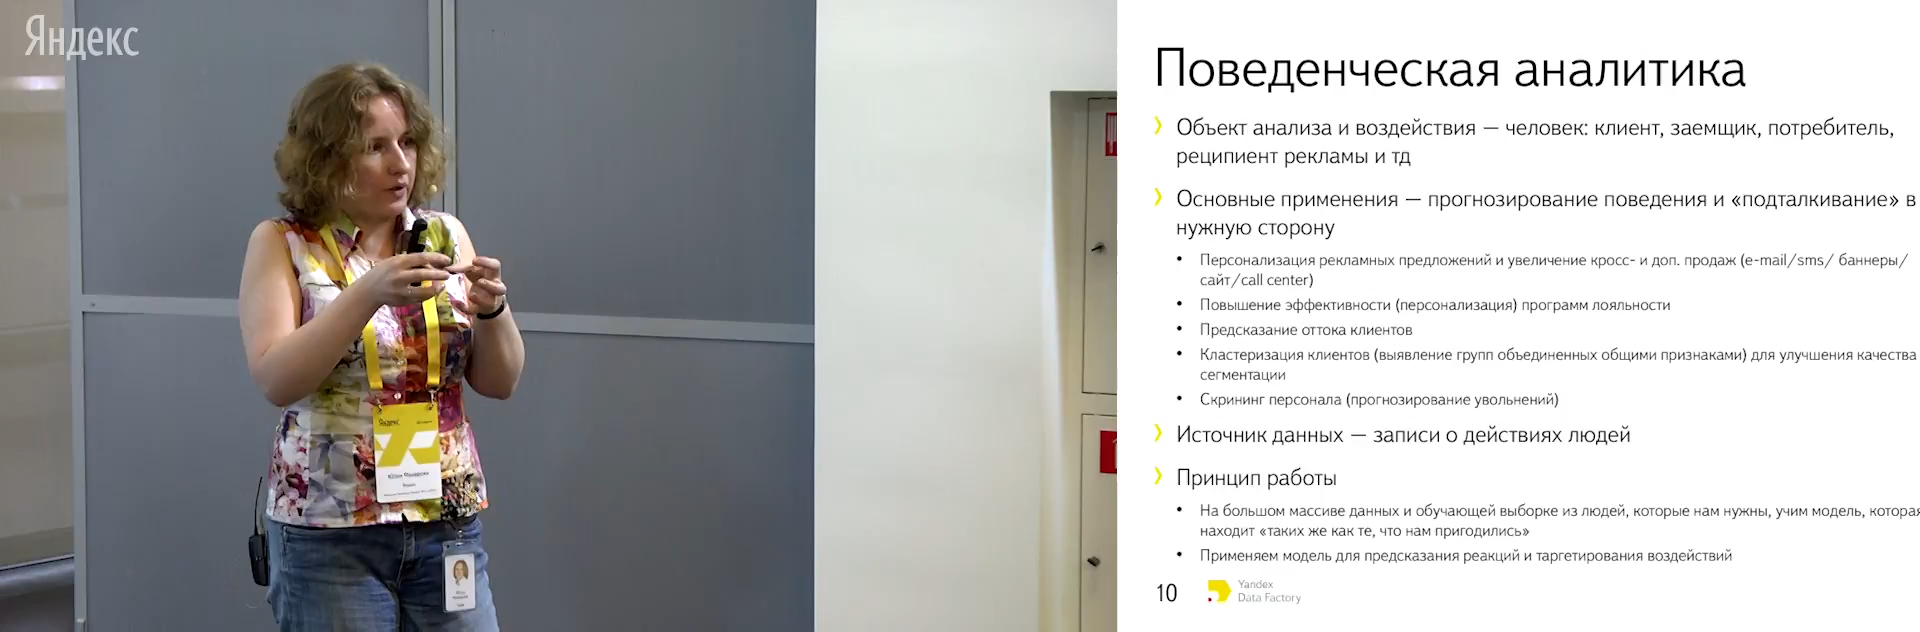 Яндекс
Поведенческая аналитика
Объект анализа и воздействия — человек: клиент, заемщик, потребитель,
реципиент рекламы и тд
Основные применения — прогнозирование поведения и «подталкивание» в
нужную сторону
Персонализация рекламных предложений и увеличение кросс- и доп. продаж (e-mail/sms/ баннеры/
сайт/call center)
Повышение эффективности (персонализация) программ лояльности
Предсказание оттока клиентов
Кластеризация клиентов (выявление групп объединенных общими признаками) для улучшения качества
сегментации
Скрининг персонала (прогнозирование увольнений)
Источник данных — записи о действиях людей
Принцип работы
На большом массиве данных и обучающей выборке из людей, которые нам нужны, учим модель, которая
находит «таких же как те, что нам пригодились»
Применяем модель для предсказания реакций и таргетирования воздействий
10
Yandex
Data Factory
Яндекс